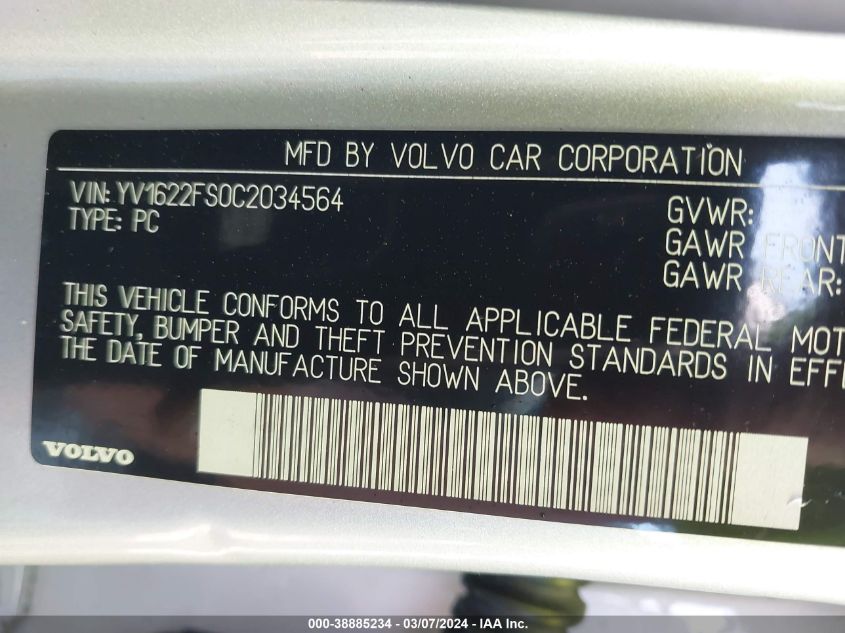 MFD BY VOLVO CAR CORPORATION
VIN: YV1622FS0C2034564
TYPE: PC
GVWR:
GAWR FRONT
GAWR REAR:
THIS VEHICLE CONFORMS TO ALL APPLICABLE FEDERAL MOT
SAFETY, BUMPER AND THEFT PREVENTION STANDARDS IN EFF
THE DATE OF MANUFACTURE SHOWN ABOVE.
VOLVO
000-38885234 - 03/07/2024 - IAA Inc.